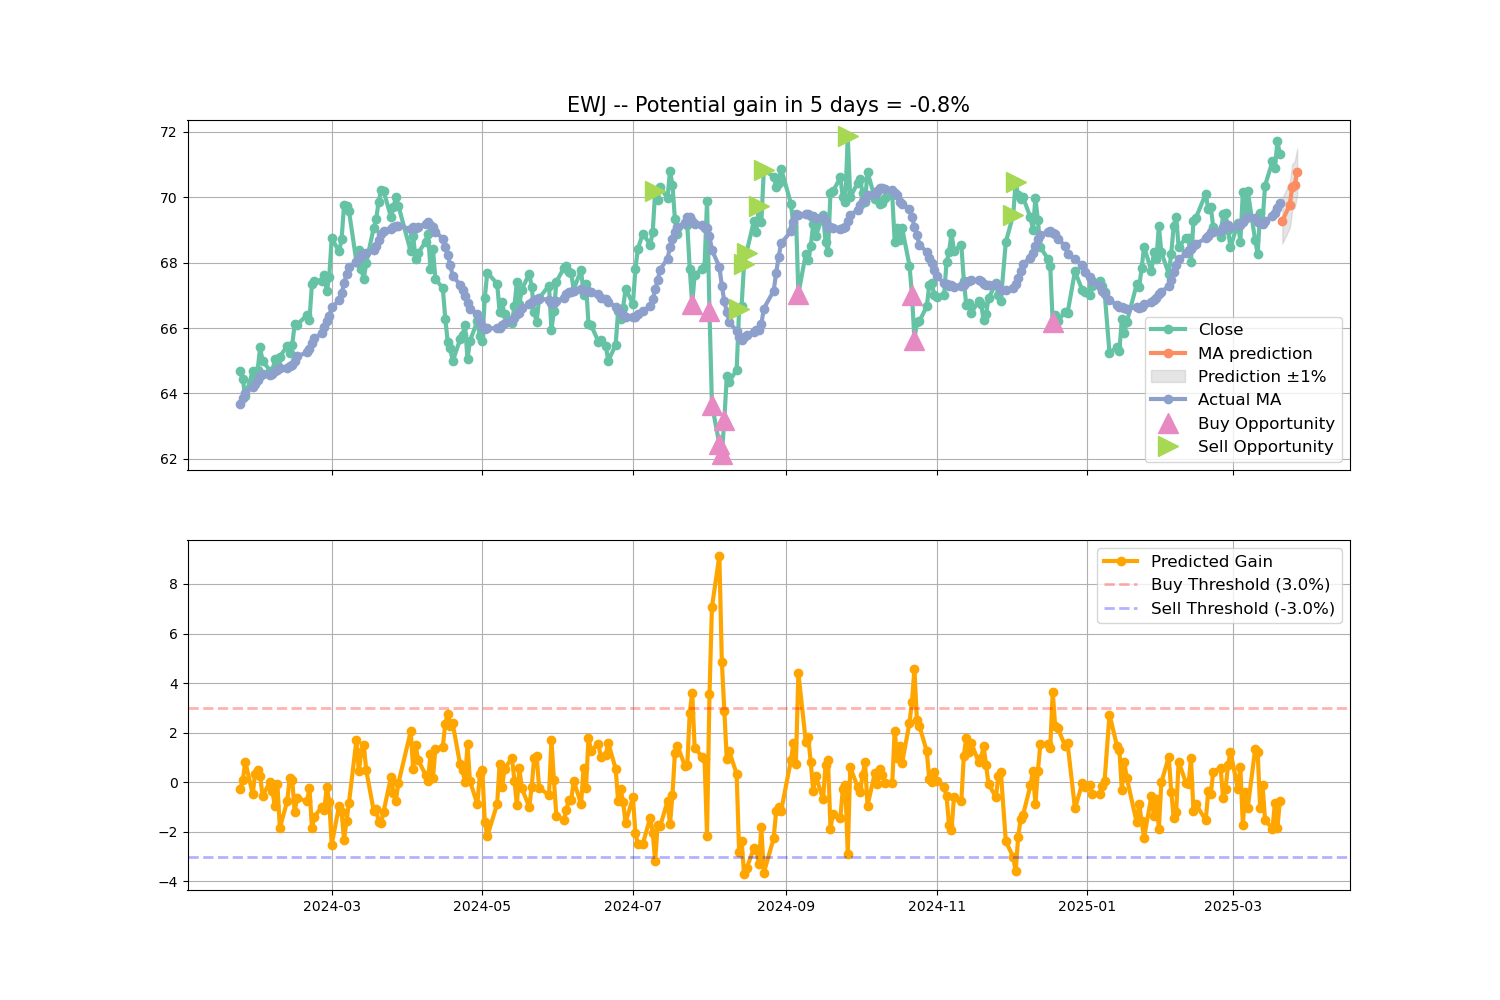 EWJ -- Potential gain in 5 days = -0.8%
72
70
68
66
64
62
Close
MA prediction
Prediction ±1%
Actual MA
Buy Opportunity
Sell Opportunity
8
6
4
2
0
−2
−4
Predicted Gain
Buy Threshold (3.0%)
Sell Threshold (-3.0%)
2024-03
2024-05
2024-07
2024-09
2024-11
2025-01
2025-03